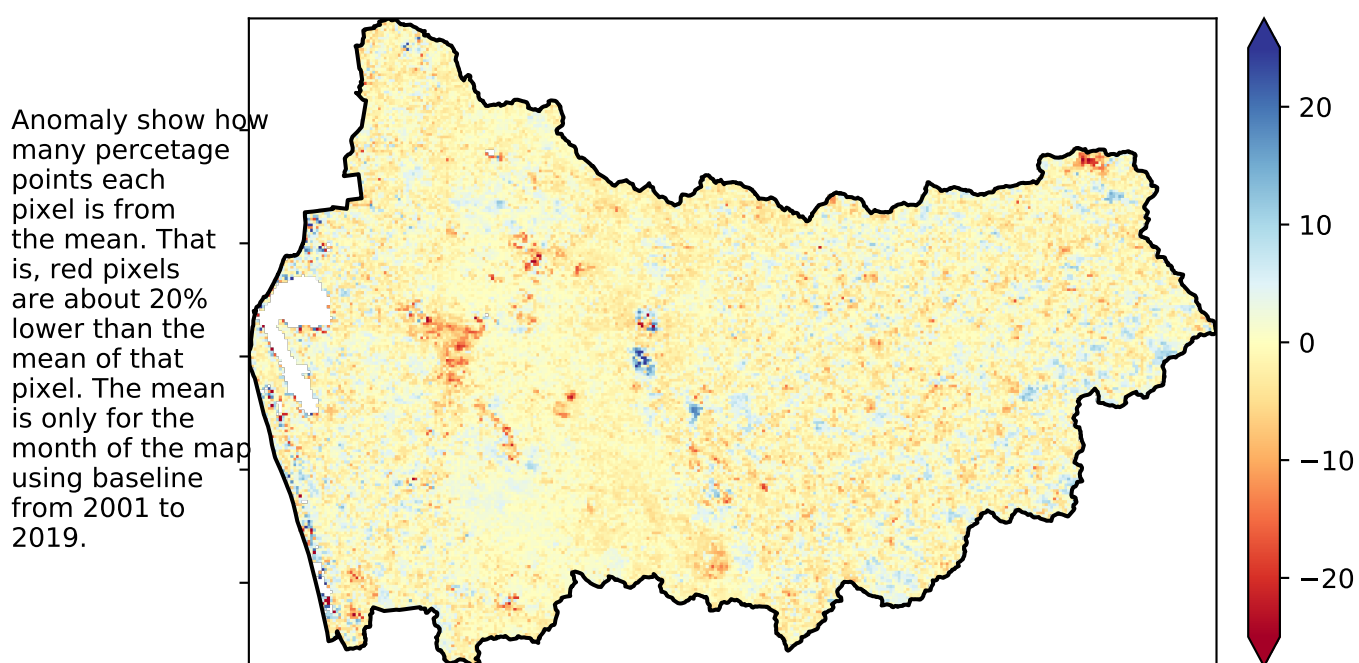 Anomaly show how
many percetage
points each
pixel is from
the mean. That
is, red pixels
are about 20%
lower than the
mean of that
pixel. The mean
is only for the
month of the map
using baseline
from 2001 to
2019.
20
10
0
−10
−20